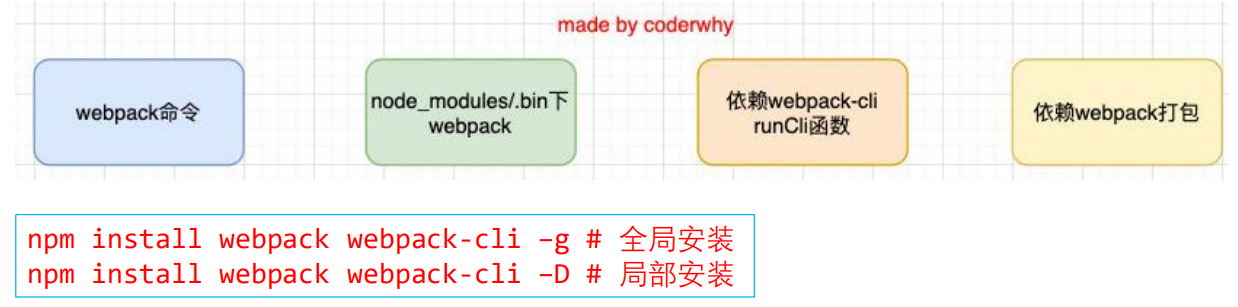 made by coderwhy
webpack命令
node_modules/.bin下
webpack
依赖webpack-cli
runCli函数
依赖webpack打包
npm install webpack webpack-cli –g # 全局安装
npm install webpack webpack-cli –D # 局部安装